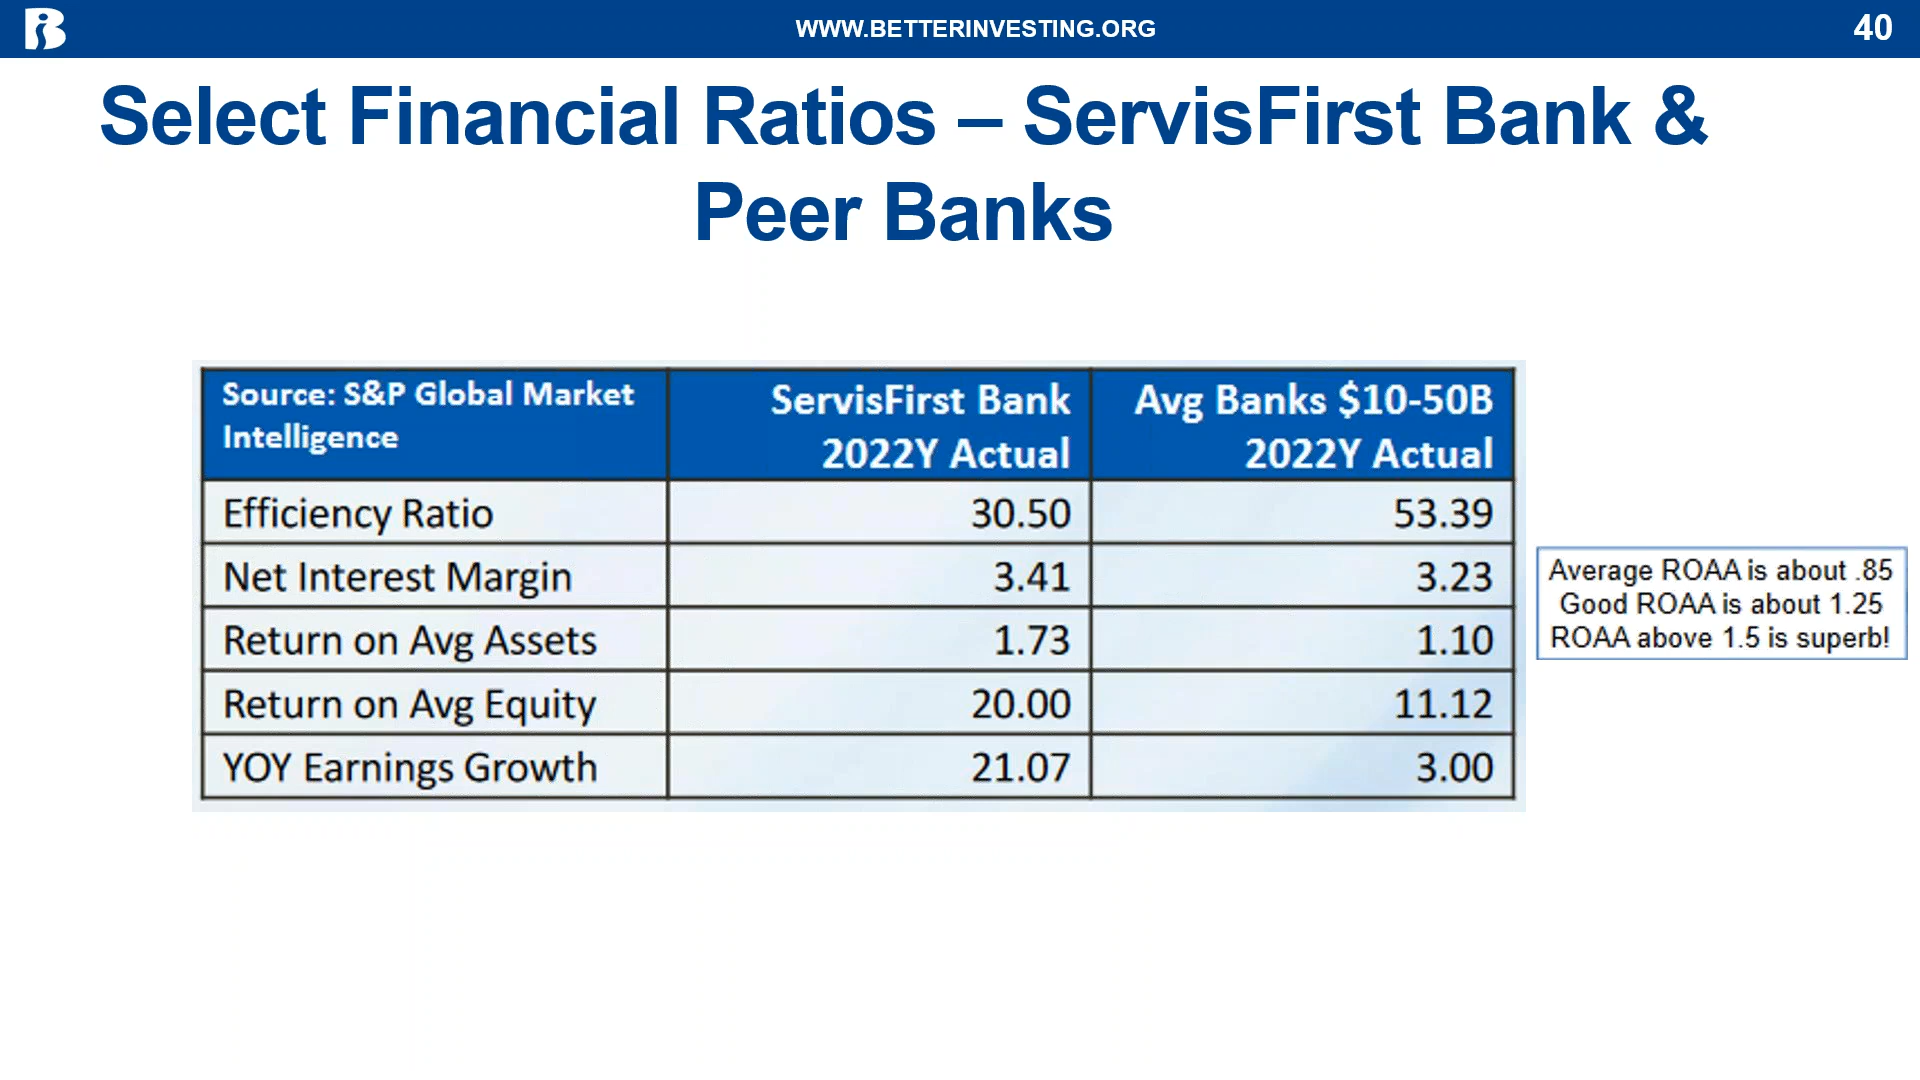 WWW.BETTERINVESTING.ORG
40
Select Financial Ratios – ServisFirst Bank &
Peer Banks
Source: S&P Global Market
Intelligence
ServisFirst Bank
2022Y Actual
Avg Banks $10-50B
2022Y Actual
Efficiency Ratio 30.50 53.39
Net Interest Margin 3.41 3.23
Return on Avg Assets 1.73 1.10
Return on Avg Equity 20.00 11.12
YOY Earnings Growth 21.07 3.00
Average ROAA is about .85
Good ROAA is about 1.25
ROAA above 1.5 is superb!